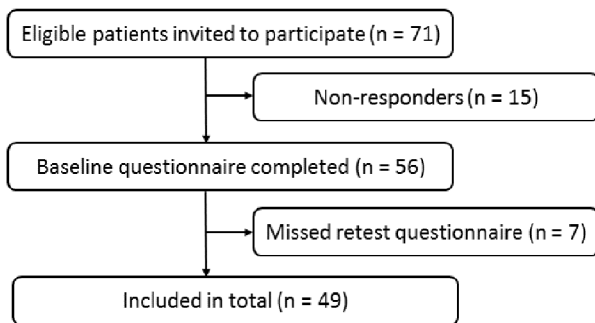 Eligible patients invited to participate (n = 71)
Non-responders (n = 15)
Baseline questionnaire completed (n = 56)
Missed retest questionnaire (n = 7)
Included in total (n = 49)